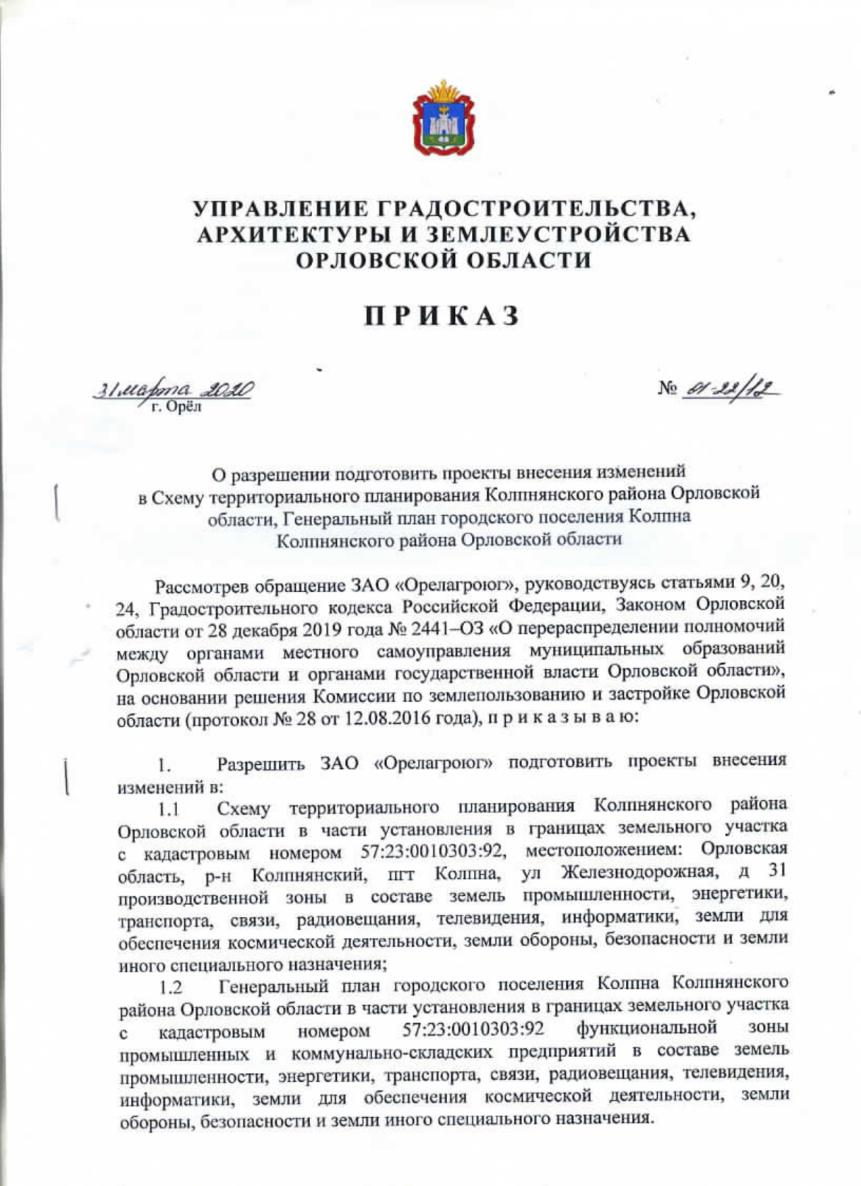 УПРАВЛЕНИЕ ГРАДОСТРОИТЕЛЬСТВА,
АРХИТЕКТУРЫ И ЗЕМЛЕУСТРОЙСТВА
ОРЛОВСКОЙ ОБЛАСТИ
П Р И К А З
31 марта 2020 № 01-22/12
г. Орёл
О разрешении подготовить проекты внесения изменений
в Схему территориального планирования Колпнянского района Орловской
области, Генеральный план городского поселения Колпна
Колпнянского района Орловской области
Рассмотрев обращение ЗАО «Орелагроюг», руководствуясь статьями 9, 20,
24, Градостроительного кодекса Российской Федерации, Законом Орловской
области от 28 декабря 2019 года № 2441–ОЗ «О перераспределении полномочий
между органами местного самоуправления муниципальных образований
Орловской области и органами государственной власти Орловской области»,
на основании решения Комиссии по землепользованию и застройке Орловской
области (протокол № 28 от 12.08.2016 года), п р и к а з ы в а ю:
1. Разрешить ЗАО «Орелагроюг» подготовить проекты внесения
изменений в:
1.1 Схему территориального планирования Колпнянского района
Орловской области в части установления в границах земельного участка
с кадастровым номером 57:23:0010303:92, местоположением: Орловская
область, р-н Колпнянский, пгт Колпна, ул Железнодорожная, д 31
производственной зоны в составе земель промышленности, энергетики,
транспорта, связи, радиовещания, телевидения, информатики, земли для
обеспечения космической деятельности, земли обороны, безопасности и земли
иного специального назначения;
1.2 Генеральный план городского поселения Колпна Колпнянского
района Орловской области в части установления в границах земельного участка
с кадастровым номером 57:23:0010303:92 функциональной зоны
промышленных и коммунально-складских предприятий в составе земель
промышленности, энергетики, транспорта, связи, радиовещания, телевидения,
информатики, земли для обеспечения космической деятельности, земли
обороны, безопасности и земли иного специального назначения.